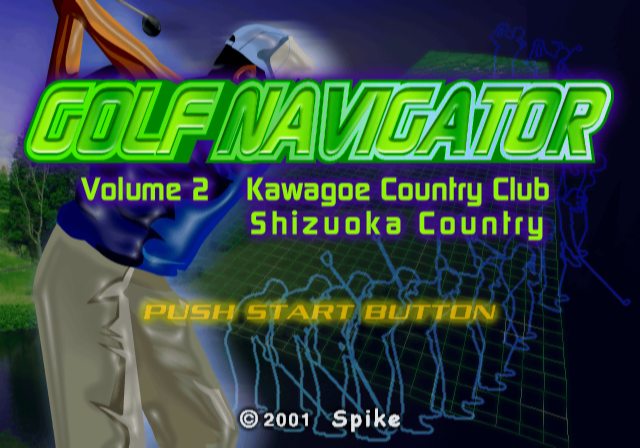 GOLF NAVIGATOR
Volume 2 Kawagoe Country Club
Shizuoka Country
PUSH START BUTTON
© 2001 Spike